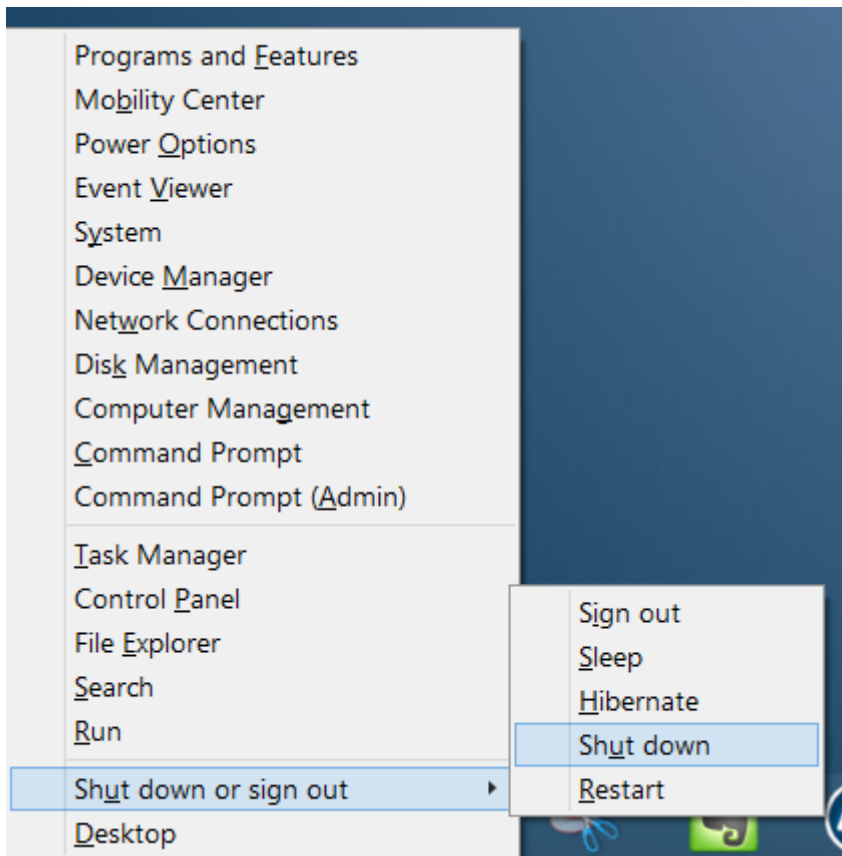 Programs and Features
Mobility Center
Power Options
Event Viewer
System
Device Manager
Network Connections
Disk Management
Computer Management
Command Prompt
Command Prompt (Admin)
Task Manager
Control Panel
File Explorer
Search
Run
Shut down or sign out
Desktop
Sign out
Sleep
Hibernate
Shut down
Restart